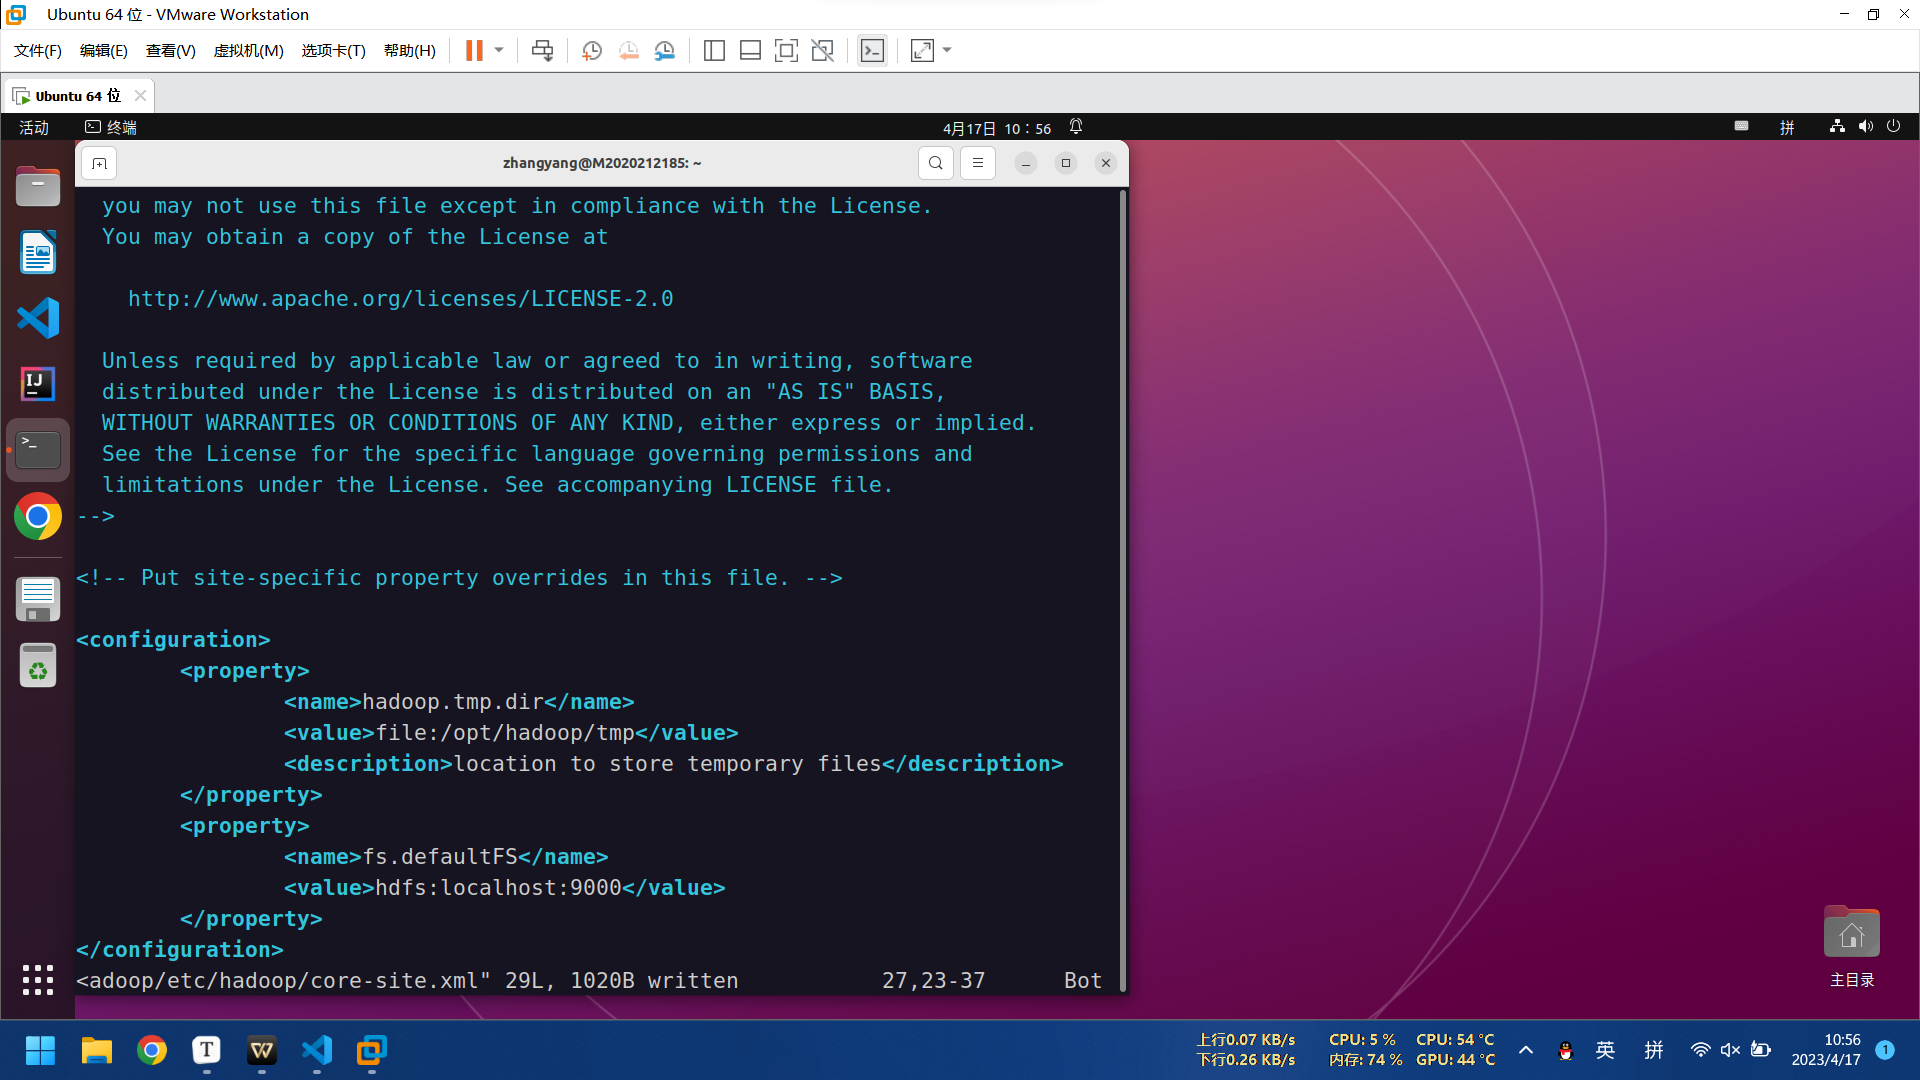 Ubuntu 64 位 - VMware Workstation
文件(F) 编辑(E) 查看(V) 虚拟机(M) 选项卡(T) 帮助(H)
Ubuntu 64 位
活动 终端 4月17日 10：56 拼
zhangyang@M2020212185: ~
you may not use this file except in compliance with the License.
You may obtain a copy of the License at
http://www.apache.org/licenses/LICENSE-2.0
Unless required by applicable law or agreed to in writing, software
distributed under the License is distributed on an "AS IS" BASIS,
WITHOUT WARRANTIES OR CONDITIONS OF ANY KIND, either express or implied.
See the License for the specific language governing permissions and
limitations under the License. See accompanying LICENSE file.
-->
<!-- Put site-specific property overrides in this file. -->
<configuration>
<property>
<name>hadoop.tmp.dir</name>
<value>file:/opt/hadoop/tmp</value>
<description>location to store temporary files</description>
</property>
<property>
<name>fs.defaultFS</name>
<value>hdfs:localhost:9000</value>
</property>
</configuration>
<adoop/etc/hadoop/core-site.xml" 29L, 1020B written 27,23-37 Bot
主目录
上行0.07 KB/s CPU: 5 % CPU: 54 °C
下行0.26 KB/s 内存: 74 % GPU: 44 °C
英 拼
10:56
2023/4/17
1